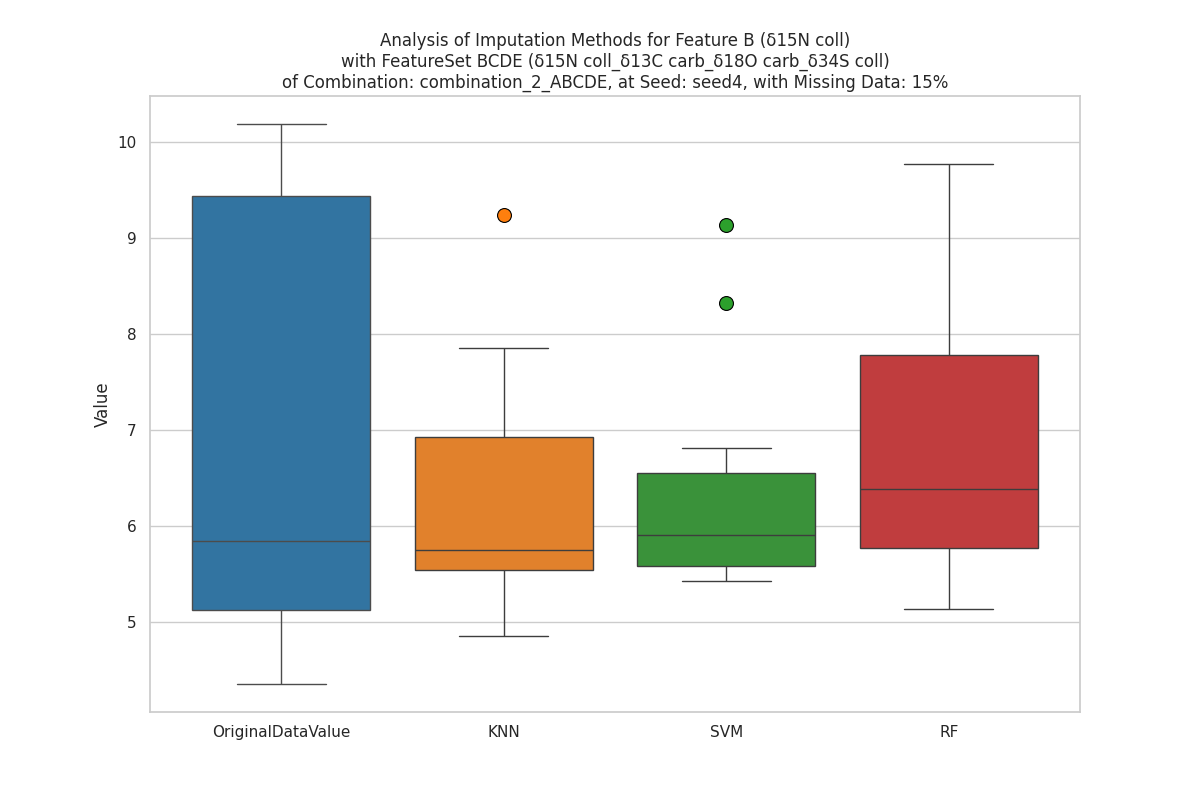 Analysis of Imputation Methods for Feature B (δ15N coll)
with FeatureSet BCDE (δ15N coll_δ13C carb_δ18O carb_δ34S coll)
of Combination: combination_2_ABCDE, at Seed: seed4, with Missing Data: 15%
10
9
8
7
6
5
Value
OriginalDataValue
KNN
SVM
RF